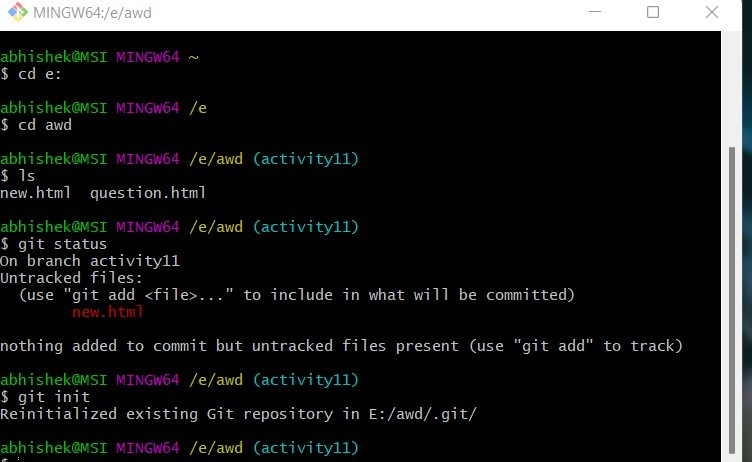 MINGW64:/e/awd
abhishek@MSI MINGW64 ~
$ cd e:
abhishek@MSI MINGW64 /e
$ cd awd
abhishek@MSI MINGW64 /e/awd (activity11)
$ ls
new.html  question.html
abhishek@MSI MINGW64 /e/awd (activity11)
$ git status
On branch activity11
Untracked files:
  (use "git add <file>..." to include in what will be committed)
        new.html
nothing added to commit but untracked files present (use "git add" to track)
abhishek@MSI MINGW64 /e/awd (activity11)
$ git init
Reinitialized existing Git repository in E:/awd/.git/
abhishek@MSI MINGW64 /e/awd (activity11)
$